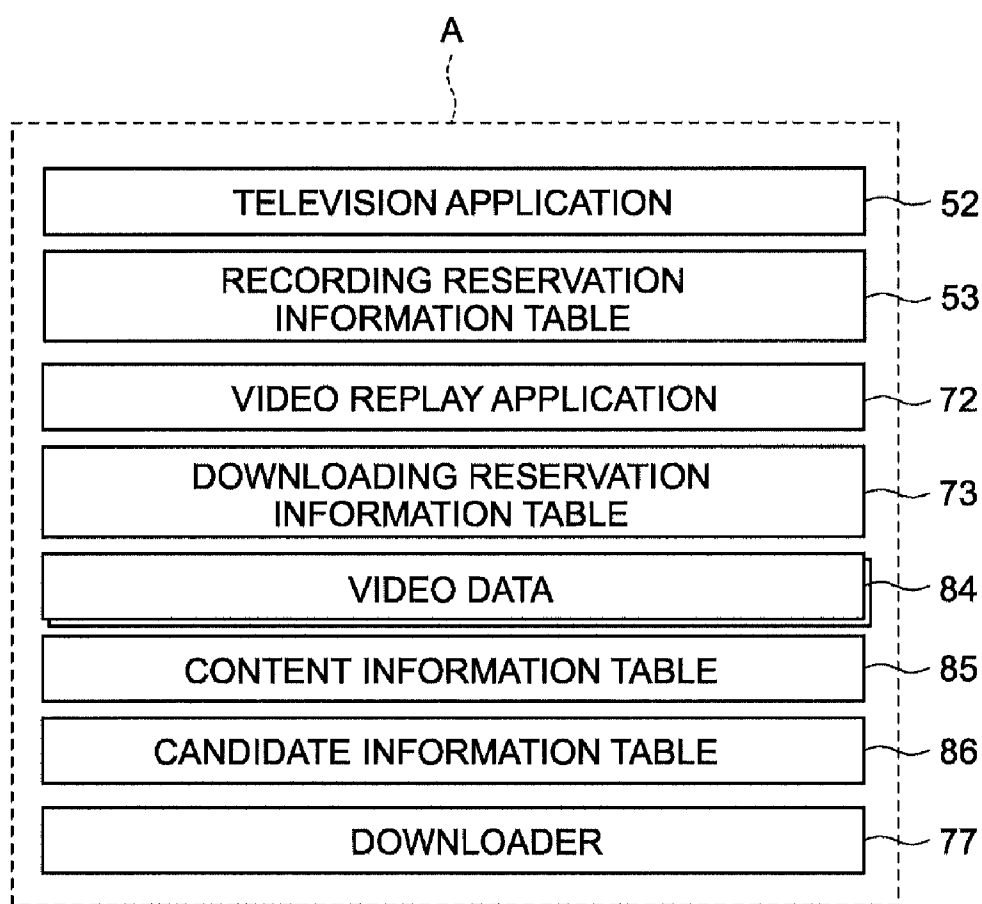 A
TELEVISION APPLICATION 52
RECORDING RESERVATION
INFORMATION TABLE 53
VIDEO REPLAY APPLICATION 72
DOWNLOADING RESERVATION
INFORMATION TABLE 73
VIDEO DATA 84
CONTENT INFORMATION TABLE 85
CANDIDATE INFORMATION TABLE 86
DOWNLOADER 77